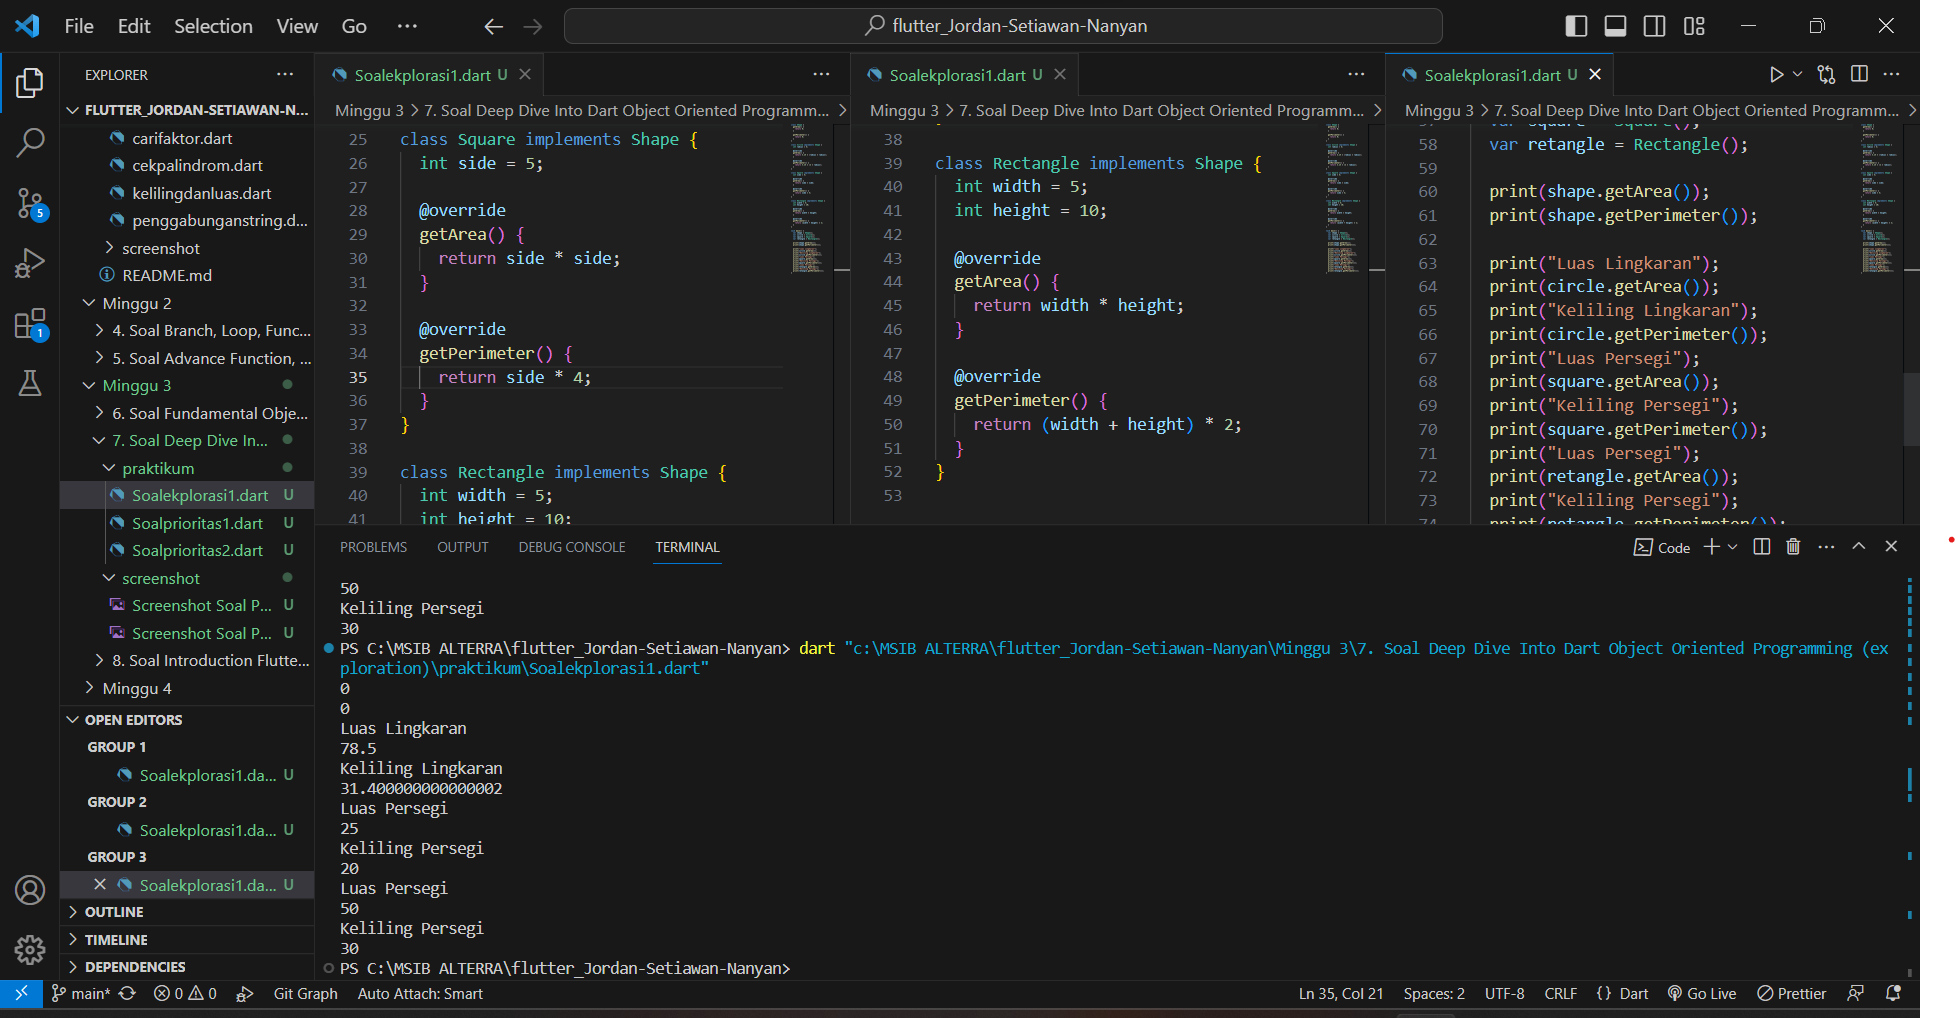 File Edit Selection View Go ··· flutter_Jordan-Setiawan-Nanyan
EXPLORER
FLUTTER_JORDAN-SETIAWAN-N...
carifaktor.dart
cekpalindrom.dart
kelilingdanluas.dart
penggabunganstring.d...
screenshot
README.md
Minggu 2
4. Soal Branch, Loop, Func...
5. Soal Advance Function, ...
Minggu 3
6. Soal Fundamental Obje...
7. Soal Deep Dive In...
praktikum
Soalekplorasi1.dart U
Soalprioritas1.dart U
Soalprioritas2.dart U
screenshot
Screenshot Soal P... U
Screenshot Soal P... U
8. Soal Introduction Flutte...
Minggu 4
OPEN EDITORS
GROUP 1
Soalekplorasi1.da... U
GROUP 2
Soalekplorasi1.da... U
GROUP 3
Soalekplorasi1.da... U
OUTLINE
TIMELINE
DEPENDENCIES
5
1
Soalekplorasi1.dart U
Minggu 3 > 7. Soal Deep Dive Into Dart Object Oriented Programm... >
25 class Square implements Shape {
26 int side = 5;
27
28 @override
29 getArea() {
30 return side * side;
31 }
32
33 @override
34 getPerimeter() {
35 return side * 4;
36 }
37 }
38
39 class Rectangle implements Shape {
40 int width = 5;
41 int height = 10;
Soalekplorasi1.dart U
Minggu 3 > 7. Soal Deep Dive Into Dart Object Oriented Programm... >
38
39 class Rectangle implements Shape {
40 int width = 5;
41 int height = 10;
42
43 @override
44 getArea() {
45 return width * height;
46 }
47
48 @override
49 getPerimeter() {
50 return (width + height) * 2;
51 }
52 }
53
Soalekplorasi1.dart U
Minggu 3 > 7. Soal Deep Dive Into Dart Object Oriented Programm... >
57 var square = Square();
58 var retangle = Rectangle();
59
60 print(shape.getArea());
61 print(shape.getPerimeter());
62
63 print("Luas Lingkaran");
64 print(circle.getArea());
65 print("Keliling Lingkaran");
66 print(circle.getPerimeter());
67 print("Luas Persegi");
68 print(square.getArea());
69 print("Keliling Persegi");
70 print(square.getPerimeter());
71 print("Luas Persegi");
72 print(retangle.getArea());
73 print("Keliling Persegi");
74 print(retangle.getPerimeter());
PROBLEMS OUTPUT DEBUG CONSOLE TERMINAL Code
50
Keliling Persegi
30
PS C:\MSIB ALTERRA\flutter_Jordan-Setiawan-Nanyan> dart "c:\MSIB ALTERRA\flutter_Jordan-Setiawan-Nanyan\Minggu 3\7. Soal Deep Dive Into Dart Object Oriented Programming (ex
ploration)\praktikum\Soalekplorasi1.dart"
0
0
Luas Lingkaran
78.5
Keliling Lingkaran
31.400000000000002
Luas Persegi
25
Keliling Persegi
20
Luas Persegi
50
Keliling Persegi
30
PS C:\MSIB ALTERRA\flutter_Jordan-Setiawan-Nanyan>
main* 0 0 Git Graph Auto Attach: Smart Ln 35, Col 21 Spaces: 2 UTF-8 CRLF {} Dart Go Live Prettier